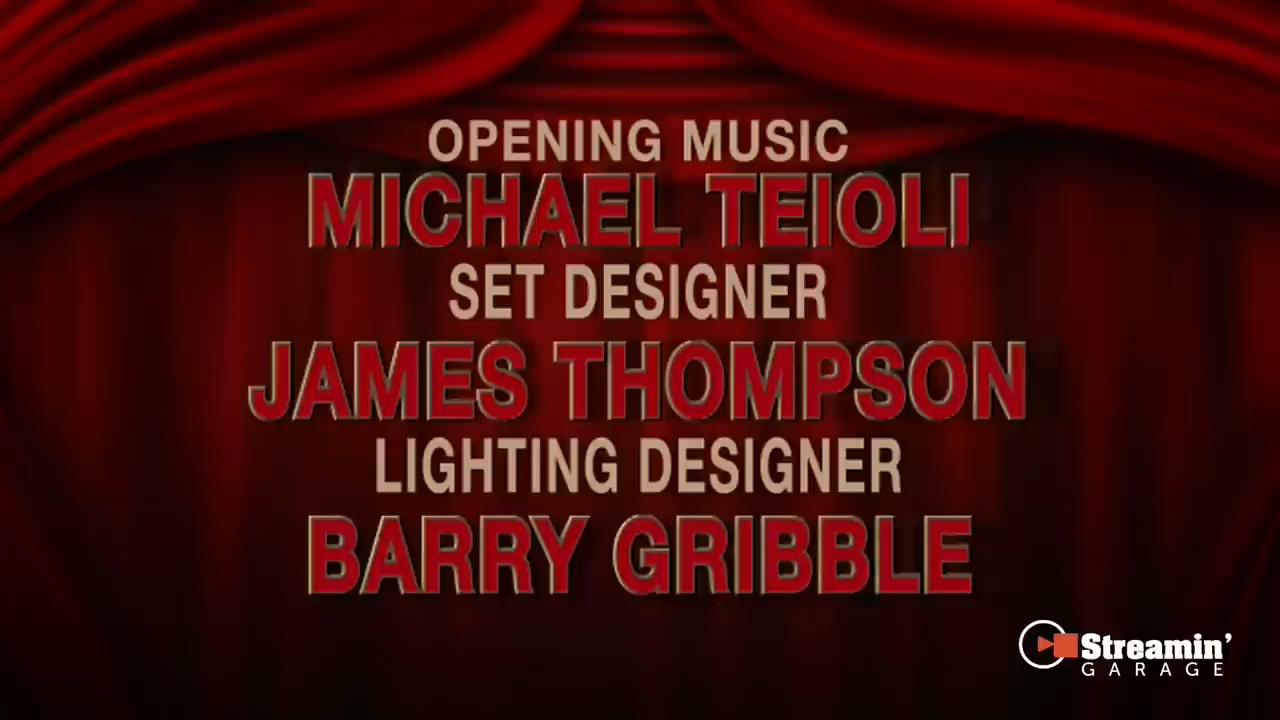 OPENING MUSIC
MICHAEL TEIOLI
SET DESIGNER
JAMES THOMPSON
LIGHTING DESIGNER
BARRY GRIBBLE
Streamin'
GARAGE